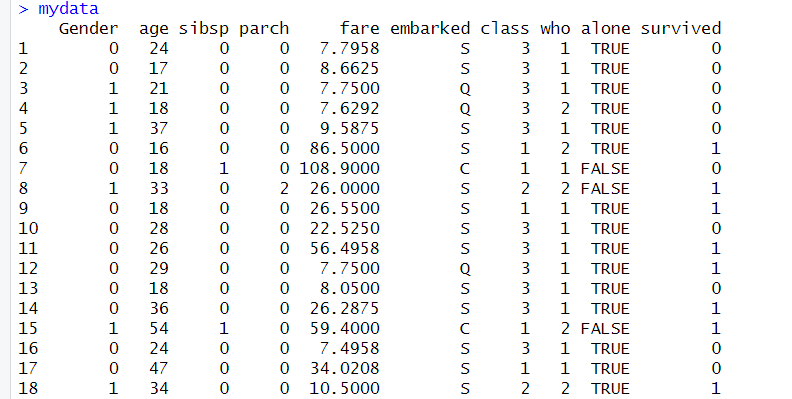 > mydata
Gender age sibsp parch fare embarked class who alone survived
1 0 24 0 0 7.7958 S 3 1 TRUE 0
2 0 17 0 0 8.6625 S 3 1 TRUE 0
3 1 21 0 0 7.7500 Q 3 1 TRUE 0
4 1 18 0 0 7.6292 Q 3 2 TRUE 0
5 1 37 0 0 9.5875 S 3 1 TRUE 0
6 0 16 0 0 86.5000 S 1 2 TRUE 1
7 0 18 1 0 108.9000 C 1 1 FALSE 0
8 1 33 0 2 26.0000 S 2 2 FALSE 1
9 0 18 0 0 26.5500 S 1 1 TRUE 1
10 0 28 0 0 22.5250 S 3 1 TRUE 0
11 0 26 0 0 56.4958 S 3 1 TRUE 1
12 0 29 0 0 7.7500 Q 3 1 TRUE 1
13 0 18 0 0 8.0500 S 3 1 TRUE 0
14 0 36 0 0 26.2875 S 3 1 TRUE 1
15 1 54 1 0 59.4000 C 1 2 FALSE 1
16 0 24 0 0 7.4958 S 3 1 TRUE 0
17 0 47 0 0 34.0208 S 1 1 TRUE 0
18 1 34 0 0 10.5000 S 2 2 TRUE 1